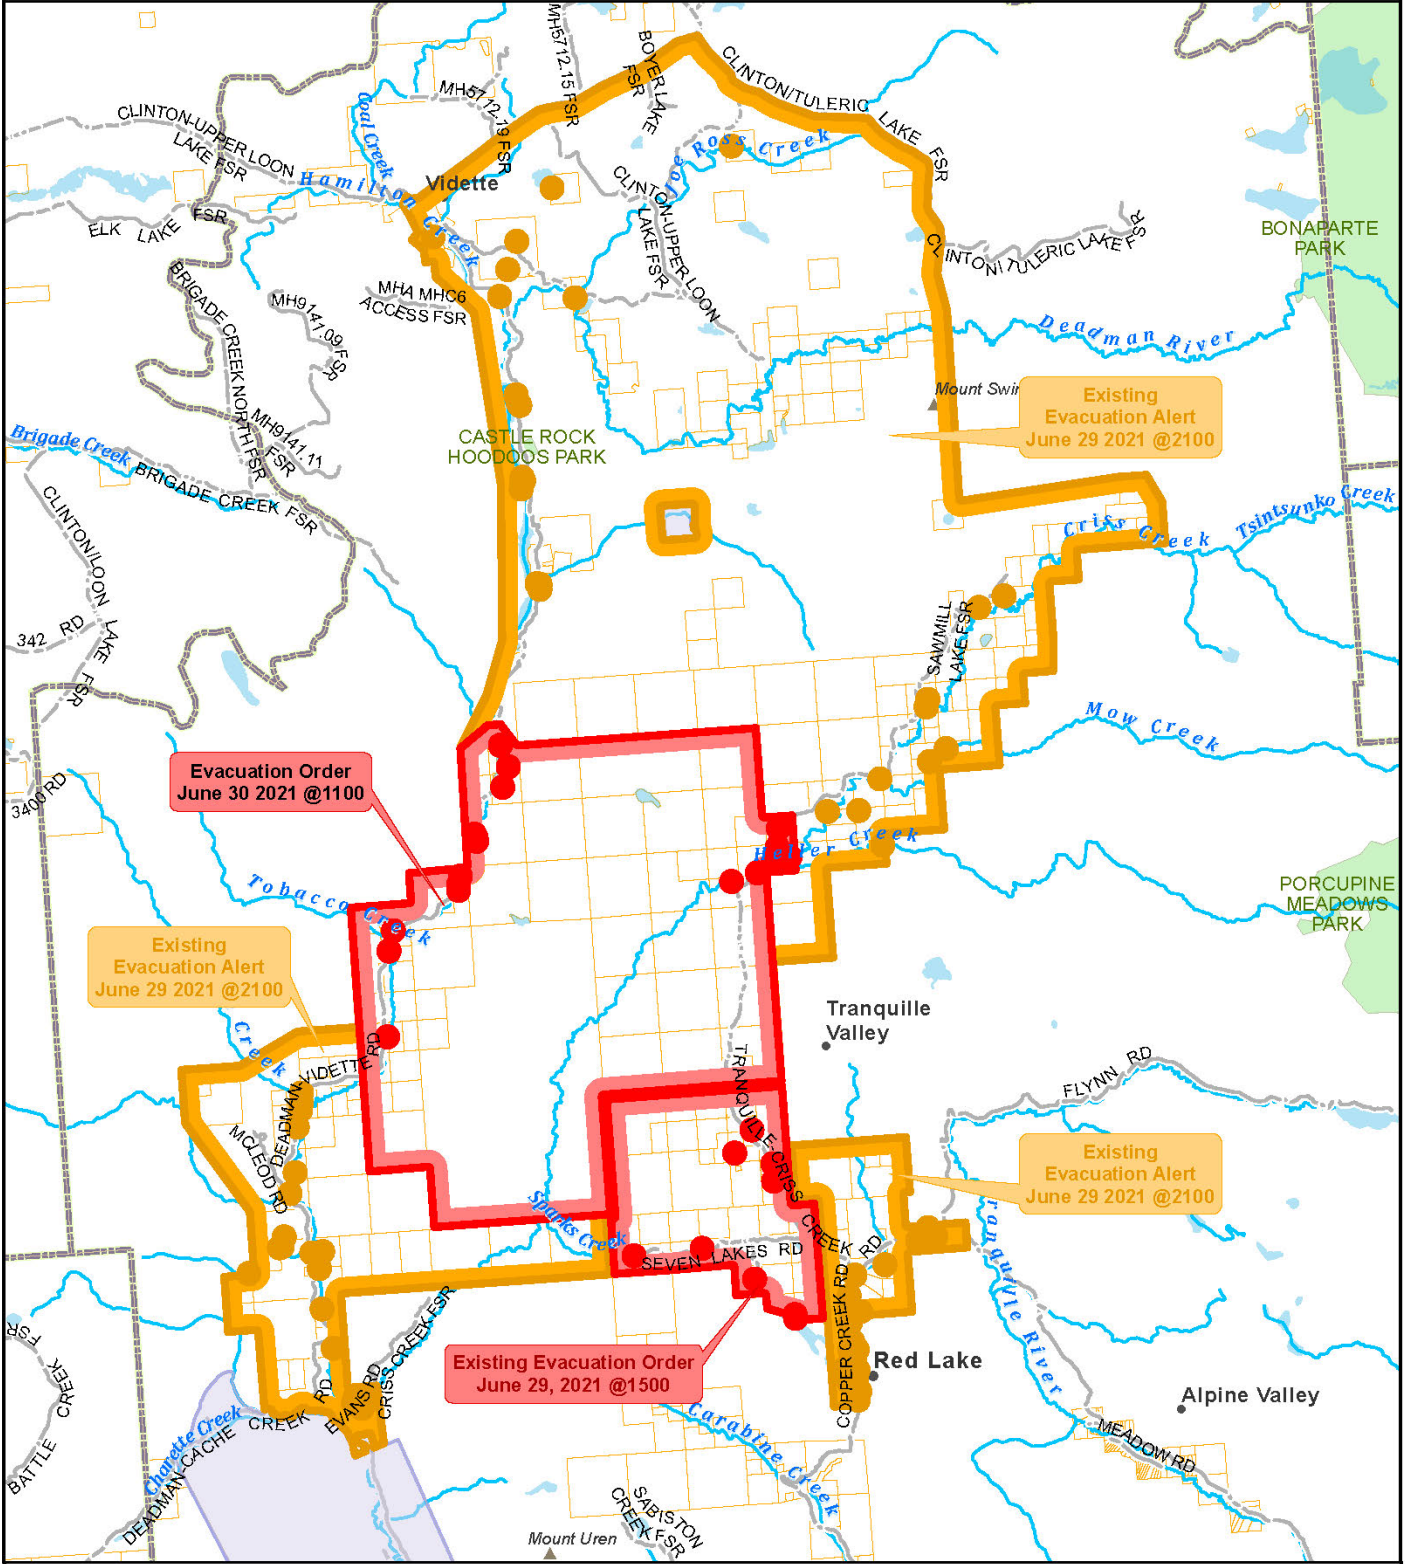 MH5712.15 FSR
BOYER LAKE
FSR
CLINTON/TULERIC LAKE FSR
MH5712-19 FSR
Coal Creek
CLINTON-UPPER LOON
LAKE FSR
Joe Ross Creek
Hamilton Creek
Vidette
CLINTON-UPPER LOON
LAKE FSR
ELK LAKE FSR
CLINTON/TULERIC LAKE FSR
BONAPARTE
PARK
BRIGADE CREEK NORTH FSR
MH9147.09 FSR
MHA MHC6
ACCESS FSR
Deadman River
Mount Swin
Existing
Evacuation Alert
June 29 2021 @2100
MH9141.11
FSR
CASTLE ROCK
HOODOOS PARK
Brigade Creek
BRIGADE CREEK FSR
CLINTON/LOON LAKE FSR
Criss Creek
Tsintsunko Creek
342 RD
SAWMILL
LAKE FSR
Mow Creek
3400 RD
Evacuation Order
June 30 2021 @1100
Heller Creek
Tobacco Creek
PORCUPINE
MEADOWS
PARK
Existing
Evacuation Alert
June 29 2021 @2100
Tranquille
Valley
Creek
DEADMAN-VIDETTE RD
TRANQUILLE-CRISS CREEK RD
FLYNN RD
MCLEOD RD
Existing
Evacuation Alert
June 29 2021 @2100
Sparks Creek
SEVEN LAKES RD
ranquille River
COPPER CREEK RD
CRISS CREEK FSR
Existing Evacuation Order
June 29, 2021 @1500
Red Lake
EVANS RD
Alpine Valley
BATTLE CREEK FSR
Charette Creek
DEADMAN-CACHE CREEK RD
Carabine Creek
MEADOW RD
SABISTON
CREEK FSR
Mount Uren